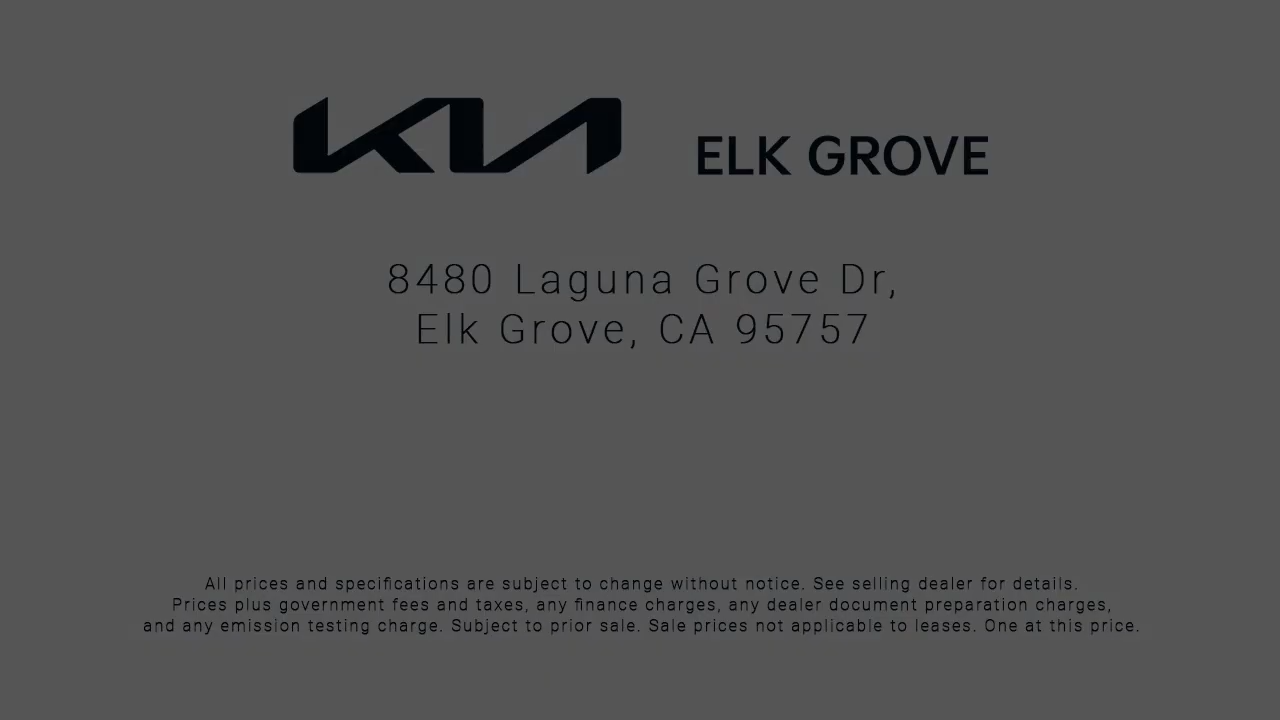 KIA ELK GROVE
8480 Laguna Grove Dr,
Elk Grove, CA 95757
All prices and specifications are subject to change without notice. See selling dealer for details.
Prices plus government fees and taxes, any finance charges, any dealer document preparation charges,
and any emission testing charge. Subject to prior sale. Sale prices not applicable to leases. One at this price.